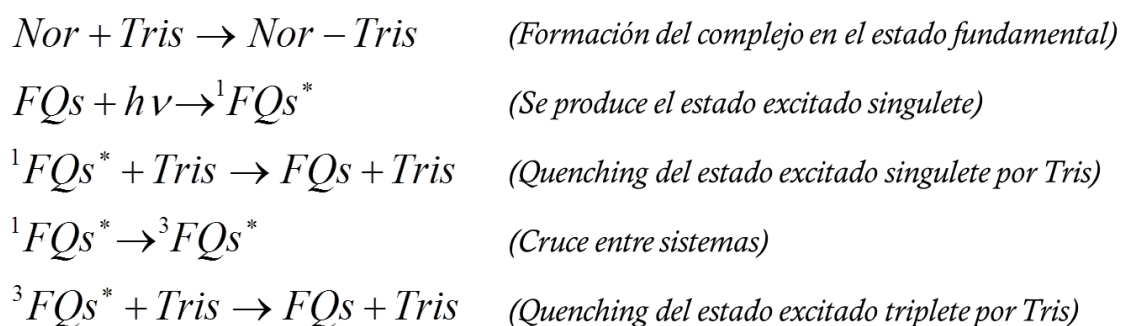 Nor + Tris → Nor − Tris (Formación del complejo en el estado fundamental)
FQs + hν → ¹FQs* (Se produce el estado excitado singulete)
¹FQs* + Tris → FQs + Tris (Quenching del estado excitado singulete por Tris)
¹FQs* → ³FQs* (Cruce entre sistemas)
³FQs* + Tris → FQs + Tris (Quenching del estado excitado triplete por Tris)